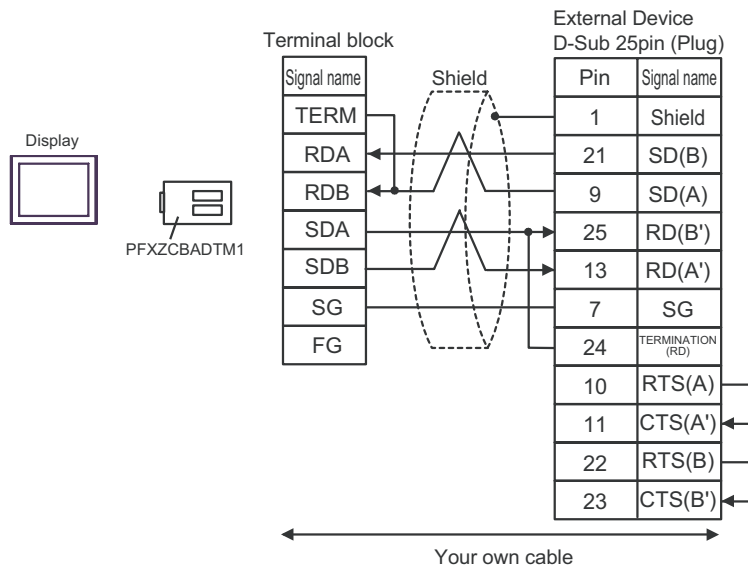 External Device
Terminal block
D-Sub 25pin (Plug)
Signal name
Shield
Pin
Signal name
TERM
1
Shield
Display
RDA
21
SD(B)
RDB
9
SD(A)
SDA
25
RD(B')
PFXZCBADTM1
SDB
13
RD(A')
SG
7
SG
FG
24
TERMINATION
(RD)
10
RTS(A)
11
CTS(A')
22
RTS(B)
23
CTS(B')
Your own cable